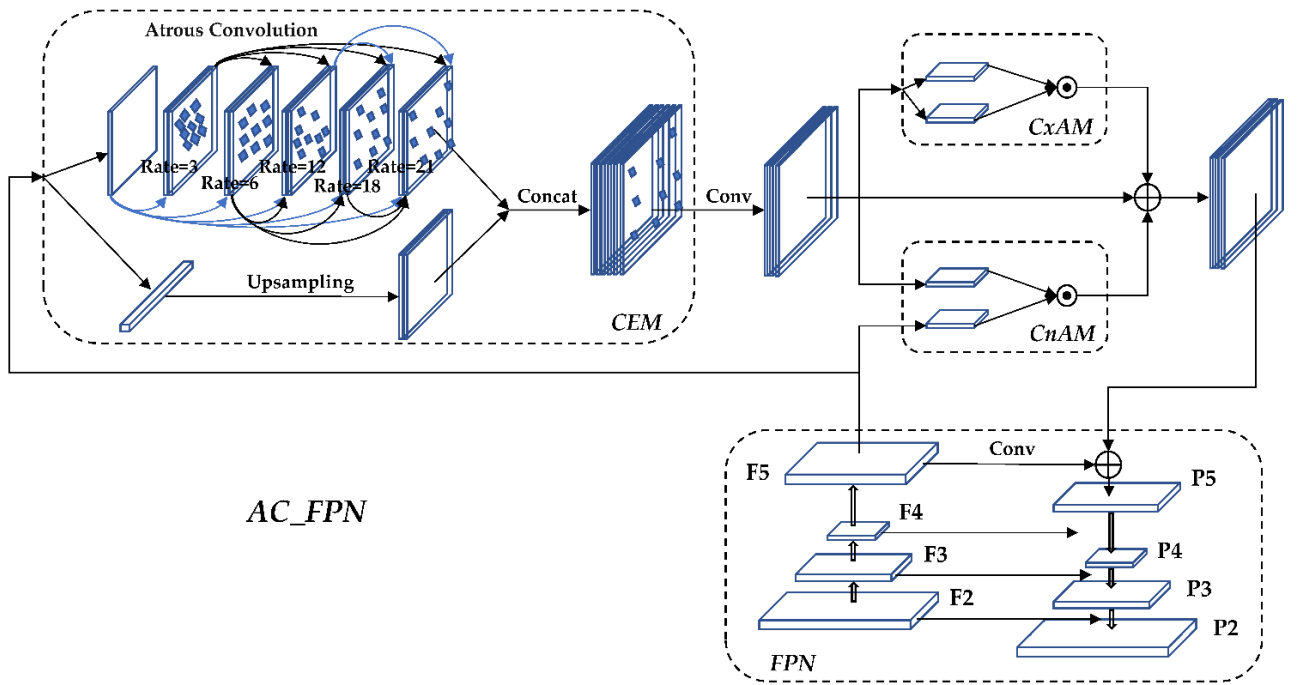 Atrous Convolution
Rate=3
Rate=6
Rate=12
Rate=18
Rate=21
Concat
Conv
Upsampling
CEM
CxAM
CnAM
AC_FPN
F5
Conv
P5
F4
P4
F3
P3
F2
P2
FPN